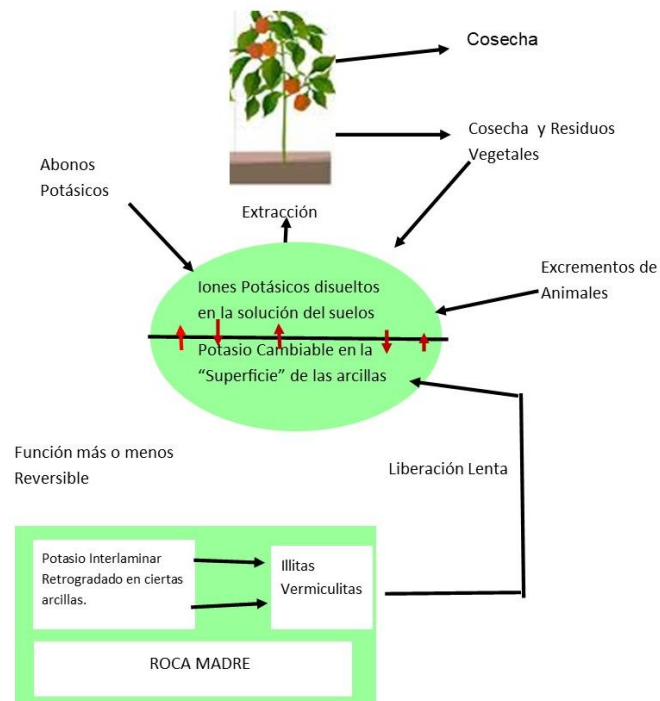 Cosecha
Cosecha y Residuos
Vegetales
Abonos
Potásicos
Extracción
Excrementos de
Animales
Iones Potásicos disueltos
en la solución del suelos
Potasio Cambiable en la
“Superficie” de las arcillas
Función más o menos
Reversible
Liberación Lenta
Potasio Interlaminar
Retrogradado en ciertas
arcillas.
Illitas
Vermiculitas
ROCA MADRE